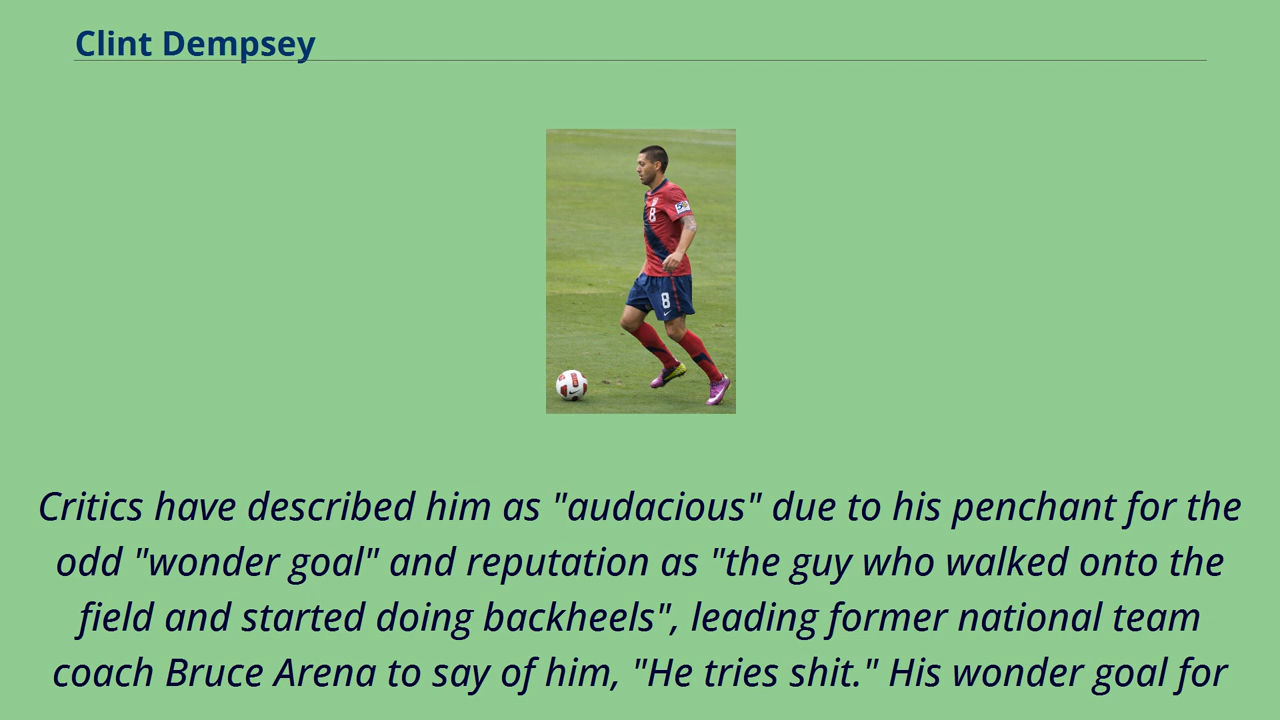 Clint Dempsey
8
8
Critics have described him as "audacious" due to his penchant for the
odd "wonder goal" and reputation as "the guy who walked onto the
field and started doing backheels", leading former national team
coach Bruce Arena to say of him, "He tries shit." His wonder goal for